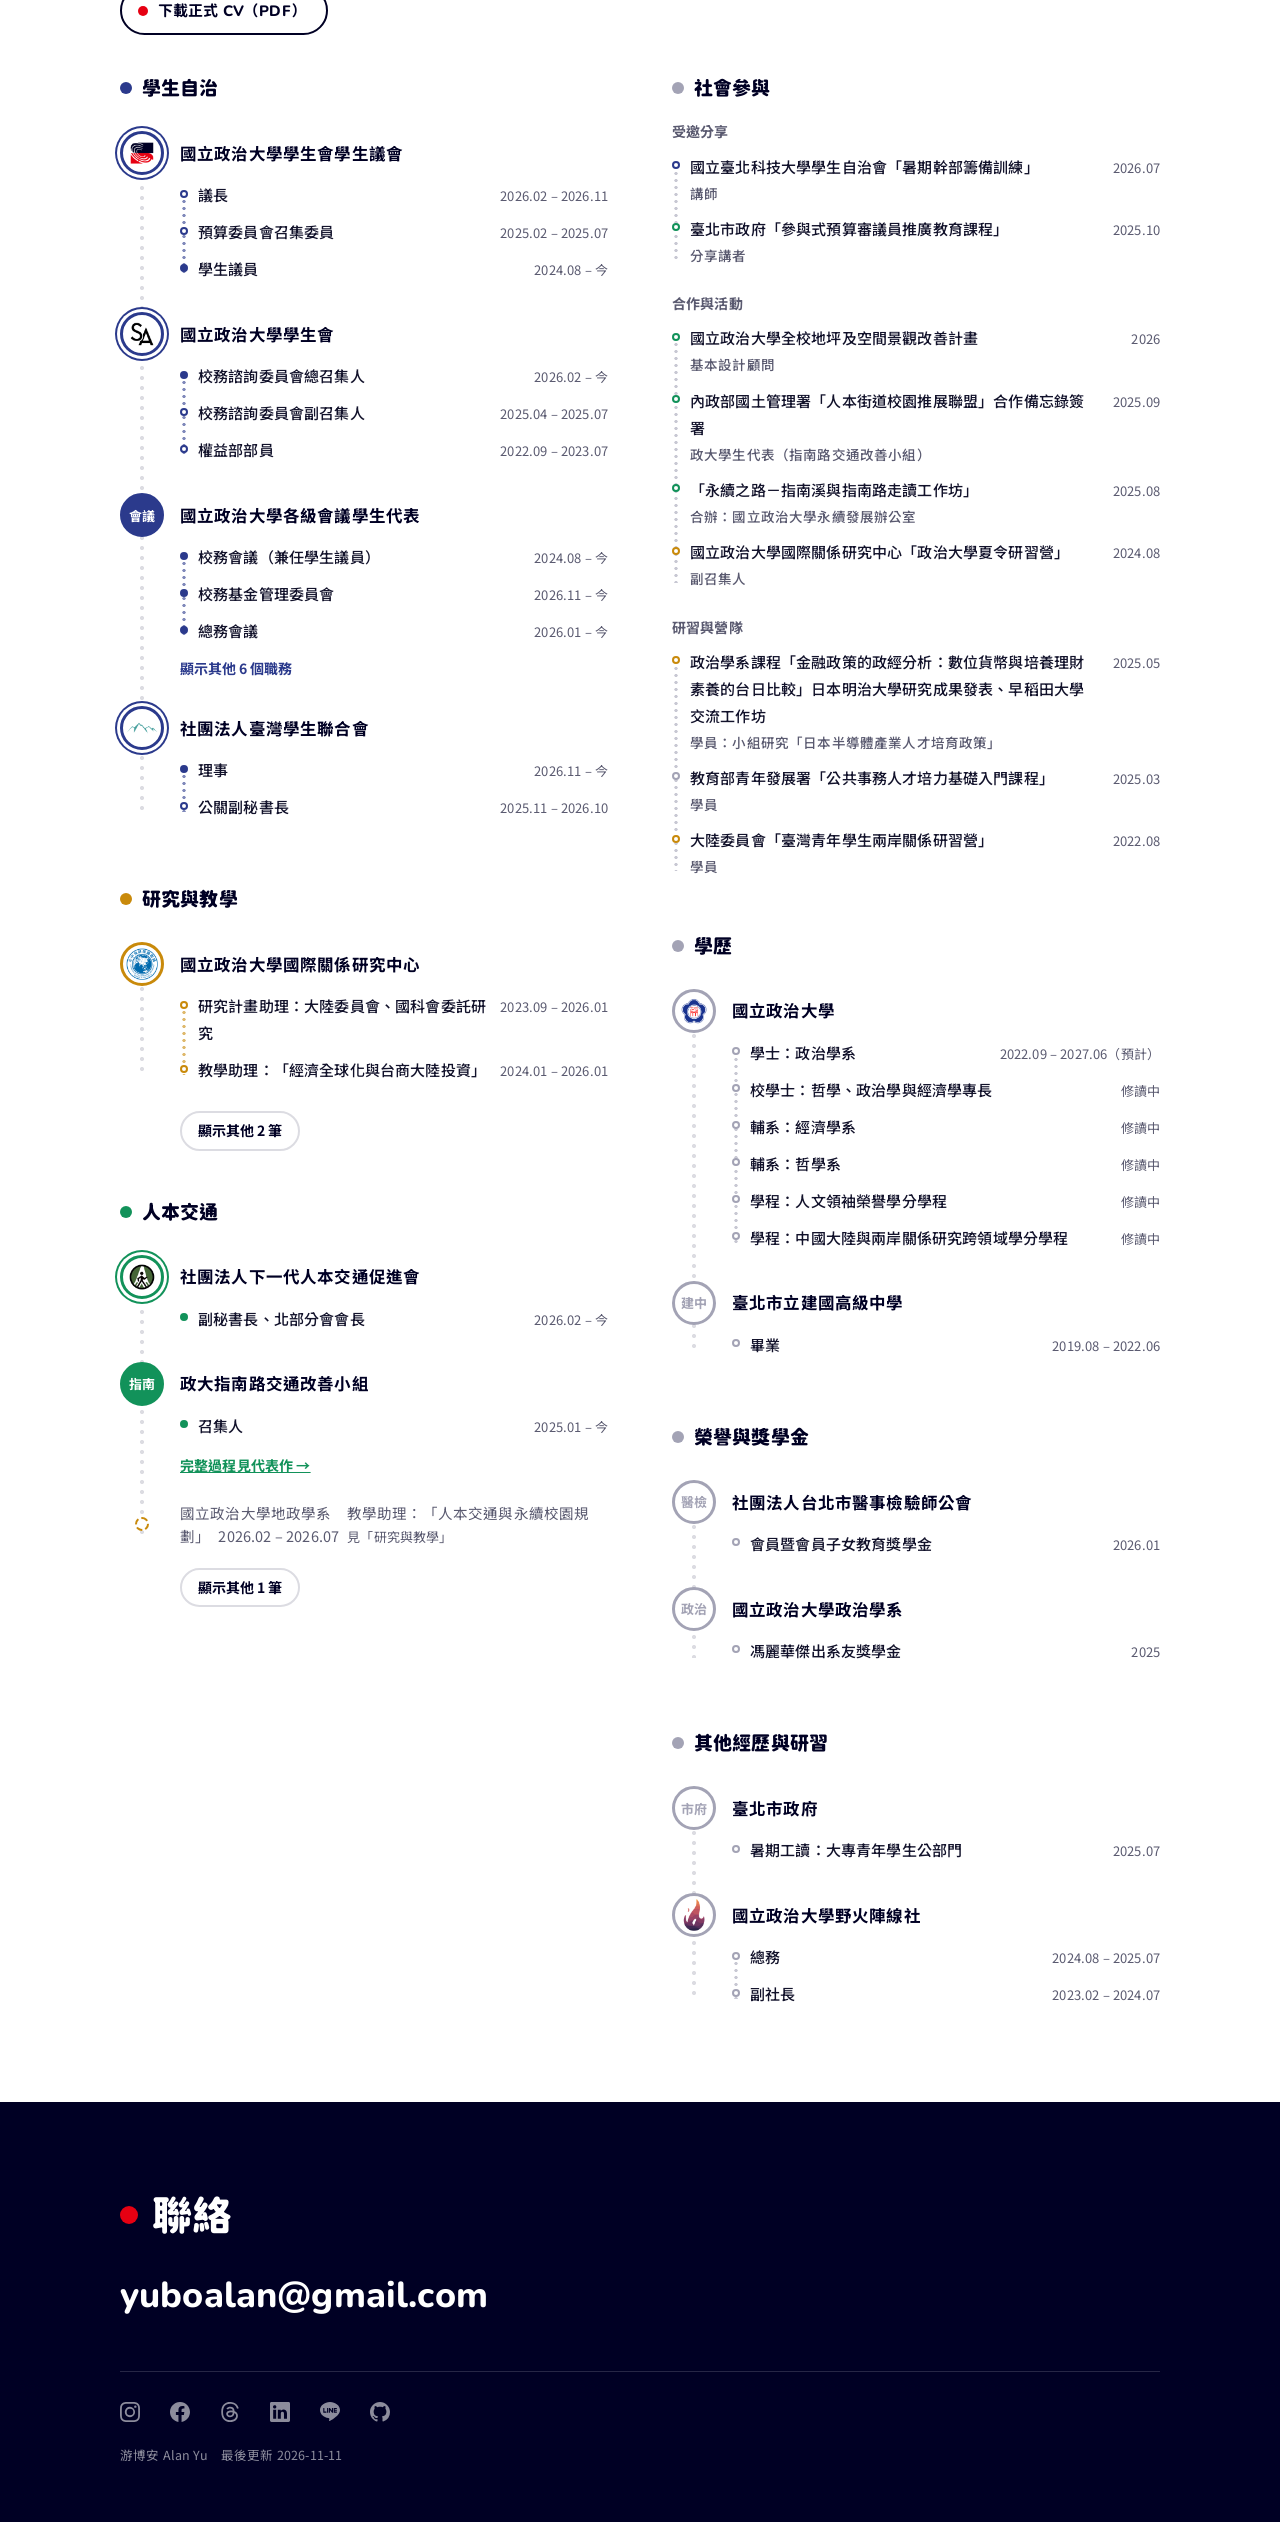 下載正式 CV（PDF）
學生自治
國立政治大學學生會學生議會
議長 2026.02 – 2026.11
預算委員會召集委員 2025.02 – 2025.07
學生議員 2024.08 – 今
SA
國立政治大學學生會
校務諮詢委員會總召集人 2026.02 – 今
校務諮詢委員會副召集人 2025.04 – 2025.07
權益部部員 2022.09 – 2023.07
會議
國立政治大學各級會議學生代表
校務會議（兼任學生議員） 2024.08 – 今
校務基金管理委員會 2026.11 – 今
總務會議 2026.01 – 今
顯示其他 6 個職務
社團法人臺灣學生聯合會
理事 2026.11 – 今
公關副秘書長 2025.11 – 2026.10
研究與教學
國立政治大學國際關係研究中心
研究計畫助理：大陸委員會、國科會委託研 2023.09 – 2026.01
究
教學助理：「經濟全球化與台商大陸投資」 2024.01 – 2026.01
顯示其他 2 筆
人本交通
社團法人下一代人本交通促進會
副秘書長、北部分會會長 2026.02 – 今
指南
政大指南路交通改善小組
召集人 2025.01 – 今
完整過程見代表作 →
國立政治大學地政學系　教學助理：「人本交通與永續校園規
劃」 2026.02 – 2026.07 見「研究與教學」
顯示其他 1 筆
社會參與
受邀分享
國立臺北科技大學學生自治會「暑期幹部籌備訓練」 2026.07
講師
臺北市政府「參與式預算審議員推廣教育課程」 2025.10
分享講者
合作與活動
國立政治大學全校地坪及空間景觀改善計畫 2026
基本設計顧問
內政部國土管理署「人本街道校園推展聯盟」合作備忘錄簽 2025.09
署
政大學生代表（指南路交通改善小組）
「永續之路－指南溪與指南路走讀工作坊」 2025.08
合辦：國立政治大學永續發展辦公室
國立政治大學國際關係研究中心「政治大學夏令研習營」 2024.08
副召集人
研習與營隊
政治學系課程「金融政策的政經分析：數位貨幣與培養理財 2025.05
素養的台日比較」日本明治大學研究成果發表、早稻田大學
交流工作坊
學員：小組研究「日本半導體產業人才培育政策」
教育部青年發展署「公共事務人才培力基礎入門課程」 2025.03
學員
大陸委員會「臺灣青年學生兩岸關係研習營」 2022.08
學員
學歷
國立政治大學
學士：政治學系 2022.09 – 2027.06（預計）
校學士：哲學、政治學與經濟學專長 修讀中
輔系：經濟學系 修讀中
輔系：哲學系 修讀中
學程：人文領袖榮譽學分學程 修讀中
學程：中國大陸與兩岸關係研究跨領域學分學程 修讀中
建中
臺北市立建國高級中學
畢業 2019.08 – 2022.06
榮譽與獎學金
醫檢
社團法人台北市醫事檢驗師公會
會員暨會員子女教育獎學金 2026.01
政治
國立政治大學政治學系
馮麗華傑出系友獎學金 2025
其他經歷與研習
市府
臺北市政府
暑期工讀：大專青年學生公部門 2025.07
國立政治大學野火陣線社
總務 2024.08 – 2025.07
副社長 2023.02 – 2024.07
聯絡
yuboalan@gmail.com
in
LINE
游博安 Alan Yu　最後更新 2026-11-11